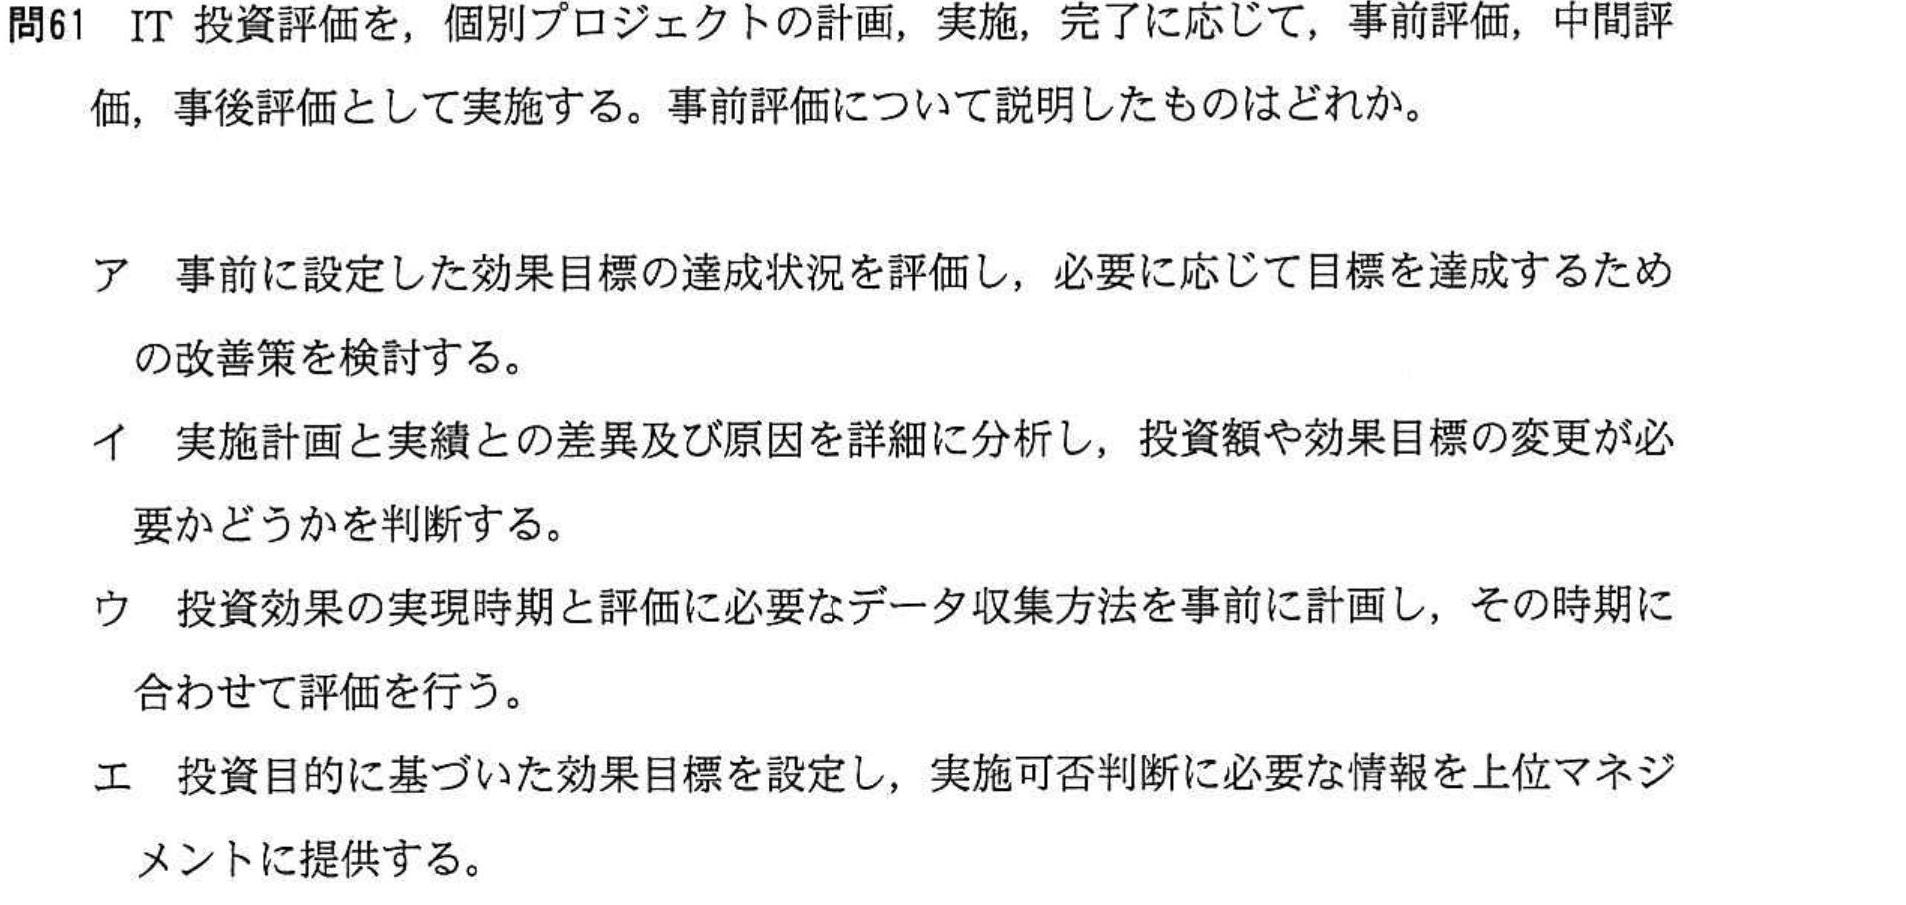 問61 IT 投資評価を，個別プロジェクトの計画，実施，完了に応じて，事前評価，中間評
価，事後評価として実施する。事前評価について説明したものはどれか。
ア 事前に設定した効果目標の達成状況を評価し，必要に応じて目標を達成するため
の改善策を検討する。
イ 実施計画と実績との差異及び原因を詳細に分析し，投資額や効果目標の変更が必
要かどうかを判断する。
ウ 投資効果の実現時期と評価に必要なデータ収集方法を事前に計画し，その時期に
合わせて評価を行う。
エ 投資目的に基づいた効果目標を設定し，実施可否判断に必要な情報を上位マネジ
メントに提供する。